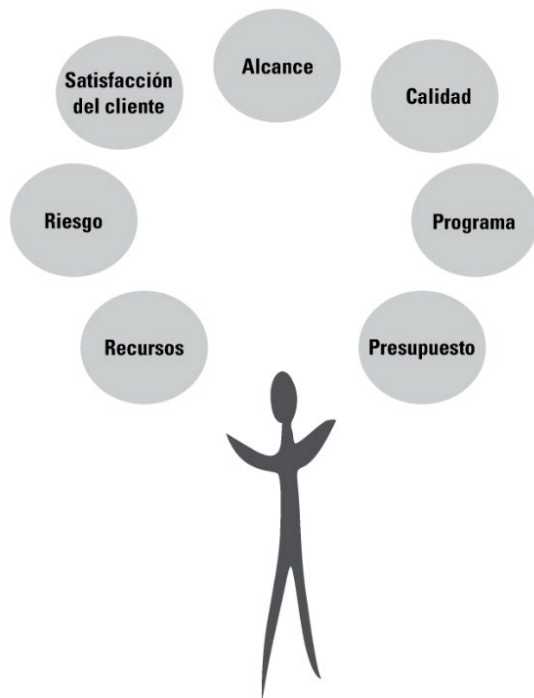 Alcance
Satisfacción
del cliente
Calidad
Riesgo
Programa
Recursos
Presupuesto